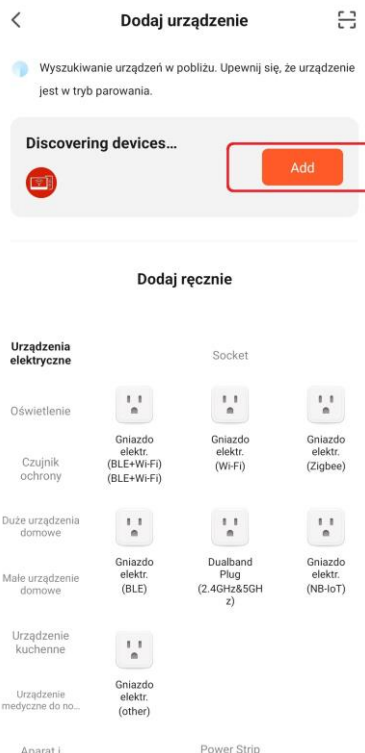 Dodaj urządzenie
Wyszukiwanie urządzeń w pobliżu. Upewnij się, że urządzenie
jest w tryb parowania.
Discovering devices…
Add
Dodaj ręcznie
Urządzenia
elektryczne
Oświetlenie
Czujnik
ochrony
Duże urządzenia
domowe
Małe urządzenie
domowe
Urządzenie
kuchenne
Urządzenie
medyczne do no…
Aparat i
Socket
Gniazdo
elektr.
(BLE+Wi-Fi)
(BLE+Wi-Fi)
Gniazdo
elektr.
(Wi-Fi)
Gniazdo
elektr.
(Zigbee)
Gniazdo
elektr.
(BLE)
Dualband
Plug
(2.4GHz&5GH
z)
Gniazdo
elektr.
(NB-IoT)
Gniazdo
elektr.
(other)
Power Strip